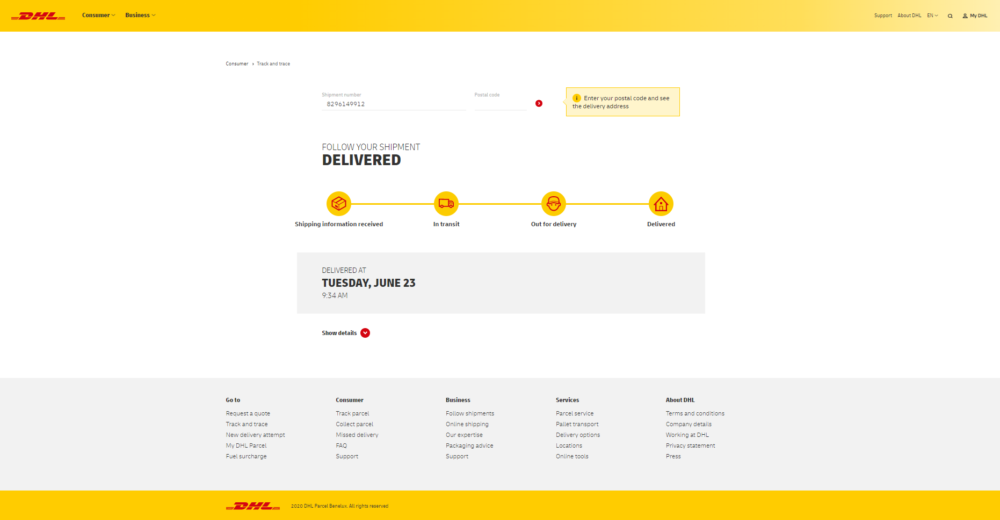 DHL
Consumer
Business
Support
About DHL
EN
My DHL
Consumer › Track and trace
Shipment number
8296149912
Postal code
i Enter your postal code and see
the delivery address
FOLLOW YOUR SHIPMENT
DELIVERED
Shipping information received
In transit
Out for delivery
Delivered
DELIVERED AT
TUESDAY, JUNE 23
9:34 AM
Show details
Go to
Request a quote
Track and trace
New delivery attempt
My DHL Parcel
Fuel surcharge
Consumer
Track parcel
Collect parcel
Missed delivery
FAQ
Support
Business
Follow shipments
Online shipping
Our expertise
Packaging advice
Support
Services
Parcel service
Pallet transport
Delivery options
Locations
Online tools
About DHL
Terms and conditions
Company details
Working at DHL
Privacy statement
Press
DHL
2020 DHL Parcel Benelux. All rights reserved